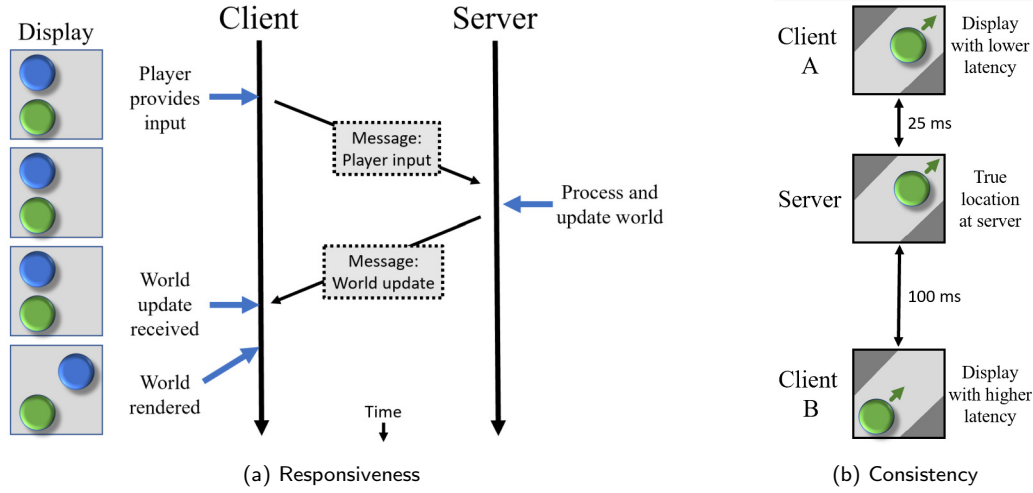 Display
Client
Server
Player
provides
input
Message:
Player input
Process and
update world
Message:
World update
World
update
received
World
rendered
Time
(a) Responsiveness
Client
A
Display
with lower
latency
25 ms
Server
True
location
at server
100 ms
Client
B
Display
with higher
latency
(b) Consistency